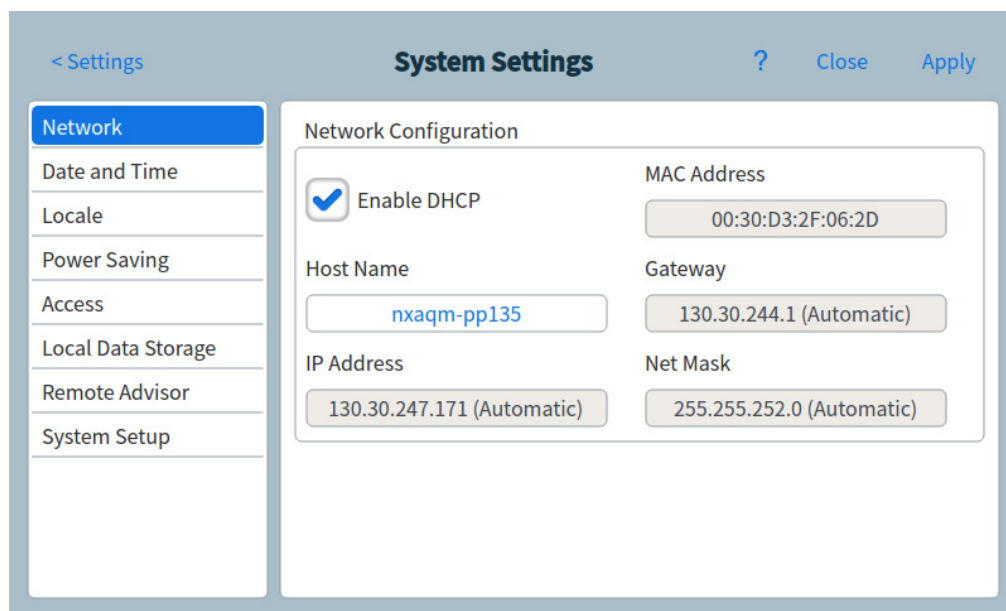 < Settings System Settings ? Close Apply
Network
Date and Time
Locale
Power Saving
Access
Local Data Storage
Remote Advisor
System Setup
Network Configuration
Enable DHCP
MAC Address
00:30:D3:2F:06:2D
Host Name
nxaqm-pp135
Gateway
130.30.244.1 (Automatic)
IP Address
130.30.247.171 (Automatic)
Net Mask
255.255.252.0 (Automatic)